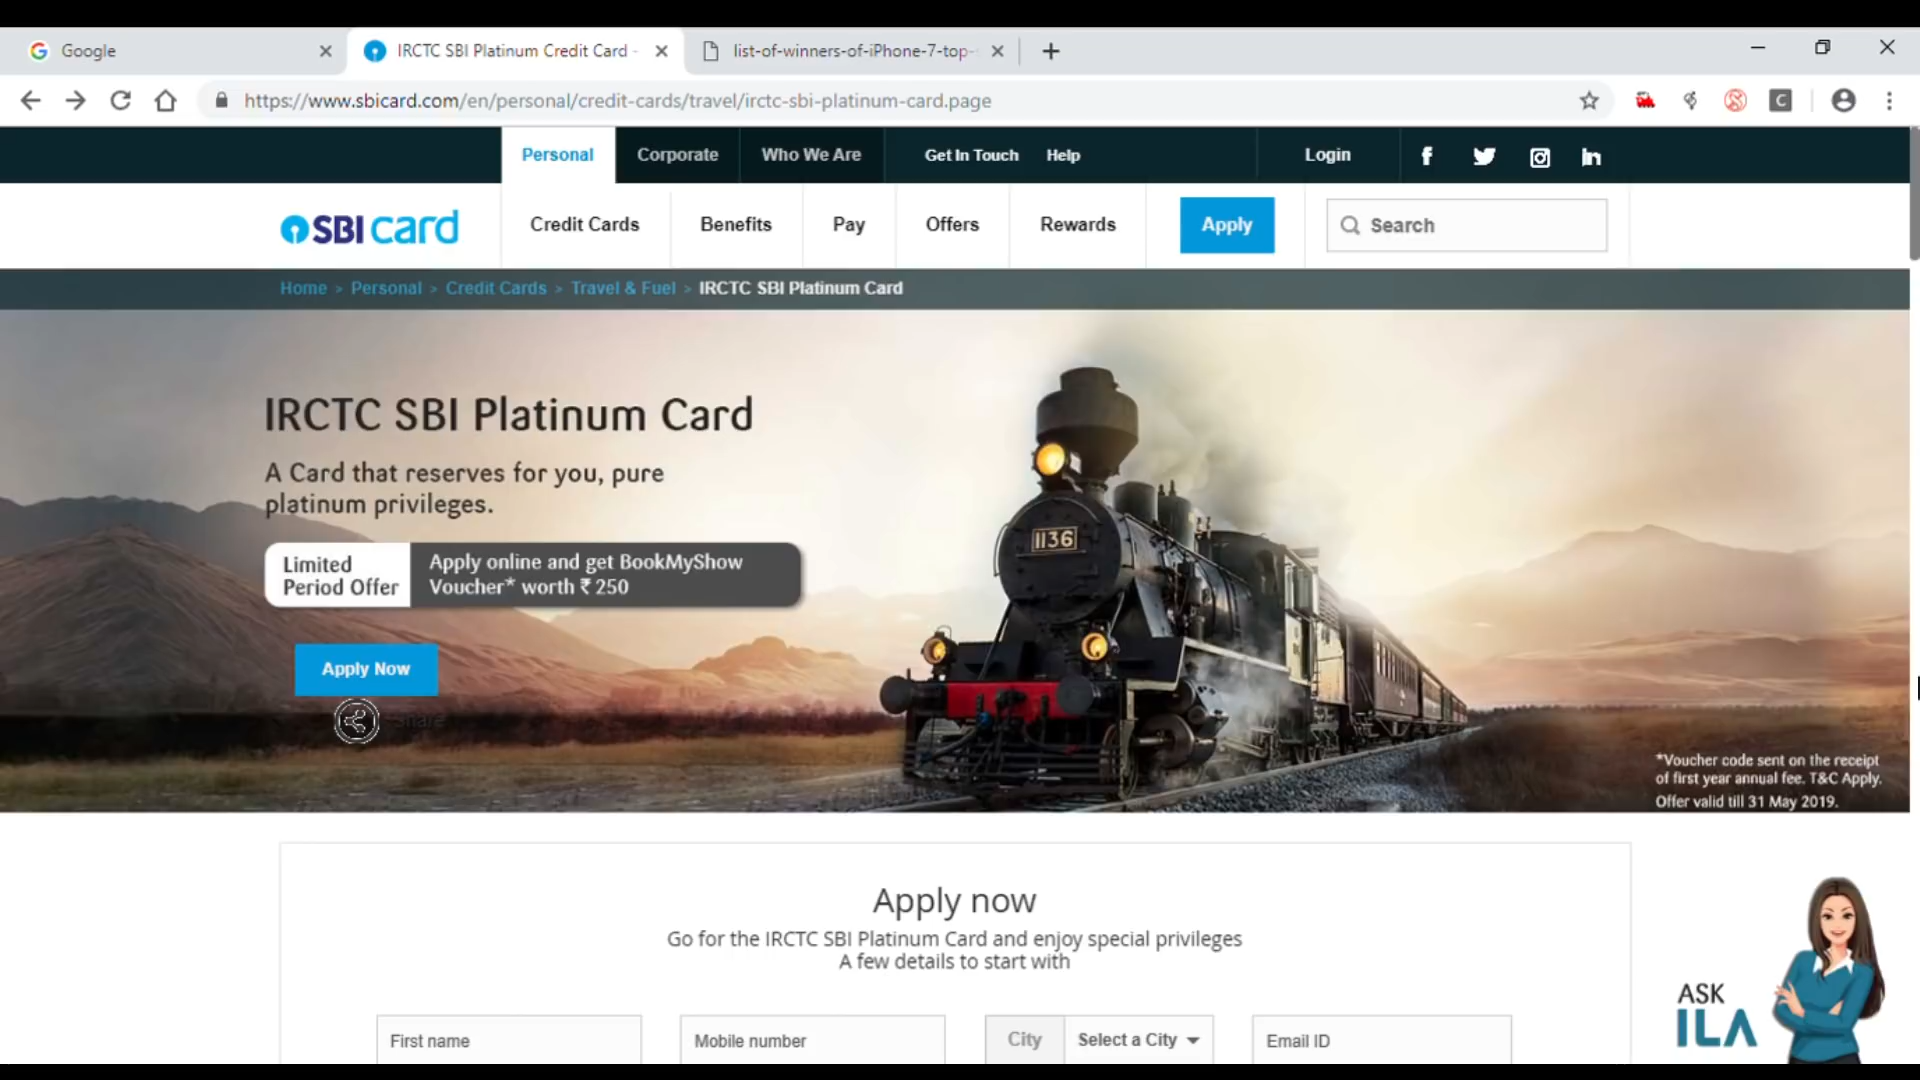 Google
IRCTC SBI Platinum Credit Card -
list-of-winners-of-iPhone-7-top-
https://www.sbicard.com/en/personal/credit-cards/travel/irctc-sbi-platinum-card.page
C
Personal
Corporate
Who We Are
Get In Touch
Help
Login
SBI card
Credit Cards
Benefits
Pay
Offers
Rewards
Apply
Search
Home > Personal > Credit Cards > Travel & Fuel > IRCTC SBI Platinum Card
IRCTC SBI Platinum Card
A Card that reserves for you, pure
platinum privileges.
Limited
Period Offer
Apply online and get BookMyShow
Voucher* worth ₹ 250
Apply Now
Share
1136
*Voucher code sent on the receipt
of first year annual fee. T&C Apply.
Offer valid till 31 May 2019.
Apply now
Go for the IRCTC SBI Platinum Card and enjoy special privileges
A few details to start with
First name
Mobile number
City
Select a City
Email ID
ASK
ILA